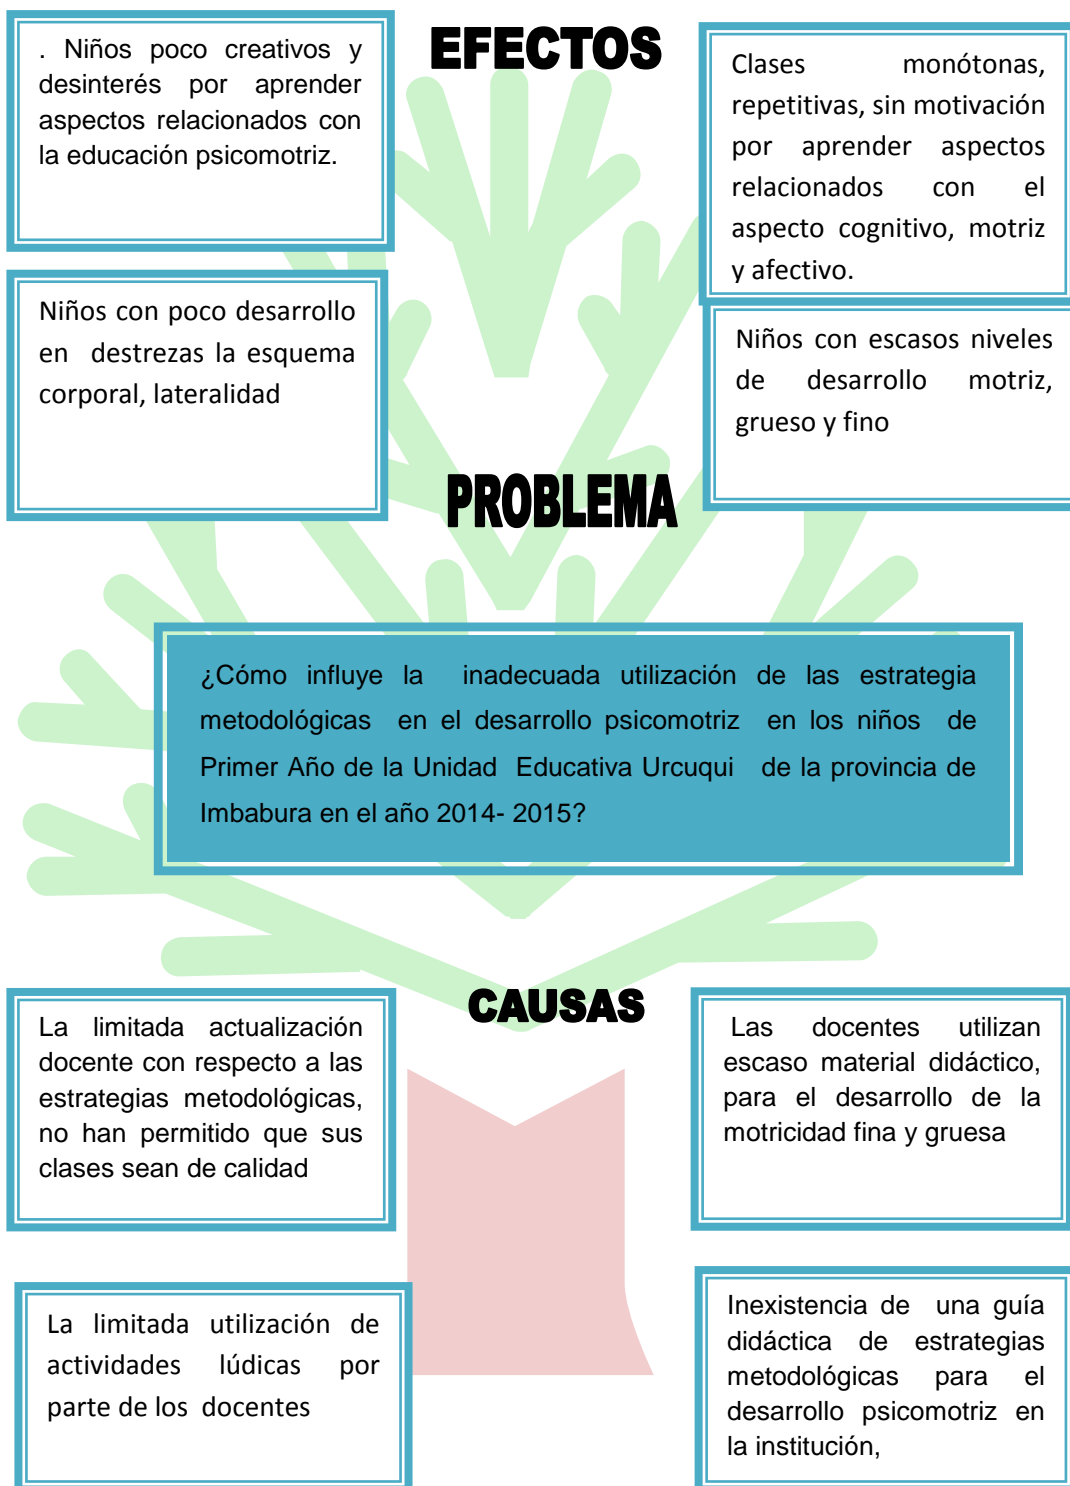 EFECTOS
. Niños poco creativos y
desinterés por aprender
aspectos relacionados con
la educación psicomotriz.
Clases monótonas,
repetitivas, sin motivación
por aprender aspectos
relacionados con el
aspecto cognitivo, motriz
y afectivo.
Niños con poco desarrollo
en destrezas la esquema
corporal, lateralidad
Niños con escasos niveles
de desarrollo motriz,
grueso y fino
PROBLEMA
¿Cómo influye la inadecuada utilización de las estrategia
metodológicas en el desarrollo psicomotriz en los niños de
Primer Año de la Unidad Educativa Urcuqui de la provincia de
Imbabura en el año 2014- 2015?
CAUSAS
La limitada actualización
docente con respecto a las
estrategias metodológicas,
no han permitido que sus
clases sean de calidad
Las docentes utilizan
escaso material didáctico,
para el desarrollo de la
motricidad fina y gruesa
La limitada utilización de
actividades lúdicas por
parte de los docentes
Inexistencia de una guía
didáctica de estrategias
metodológicas para el
desarrollo psicomotriz en
la institución,